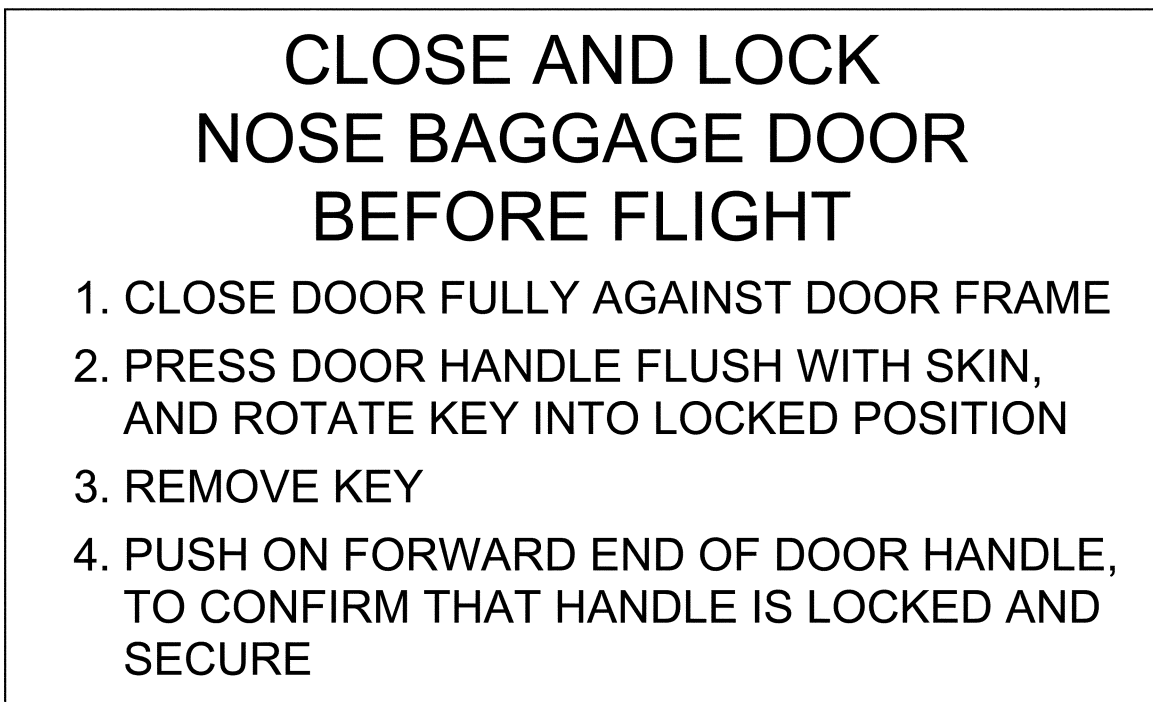 CLOSE AND LOCK
NOSE BAGGAGE DOOR
BEFORE FLIGHT
1. CLOSE DOOR FULLY AGAINST DOOR FRAME
2. PRESS DOOR HANDLE FLUSH WITH SKIN,
AND ROTATE KEY INTO LOCKED POSITION
3. REMOVE KEY
4. PUSH ON FORWARD END OF DOOR HANDLE,
TO CONFIRM THAT HANDLE IS LOCKED AND
SECURE